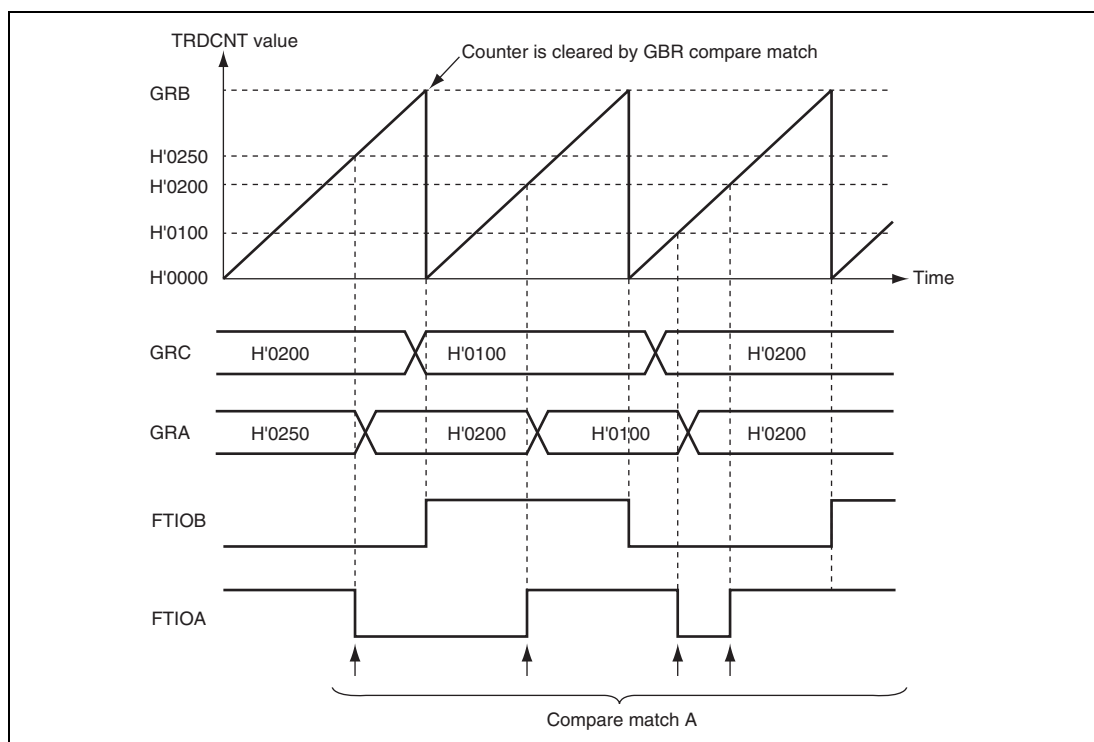 TRDCNT value
Counter is cleared by GBR compare match
GRB
H'0250
H'0200
H'0100
H'0000
Time
GRC H'0200 H'0100 H'0200
GRA H'0250 H'0200 H'0100 H'0200
FTIOB
FTIOA
Compare match A